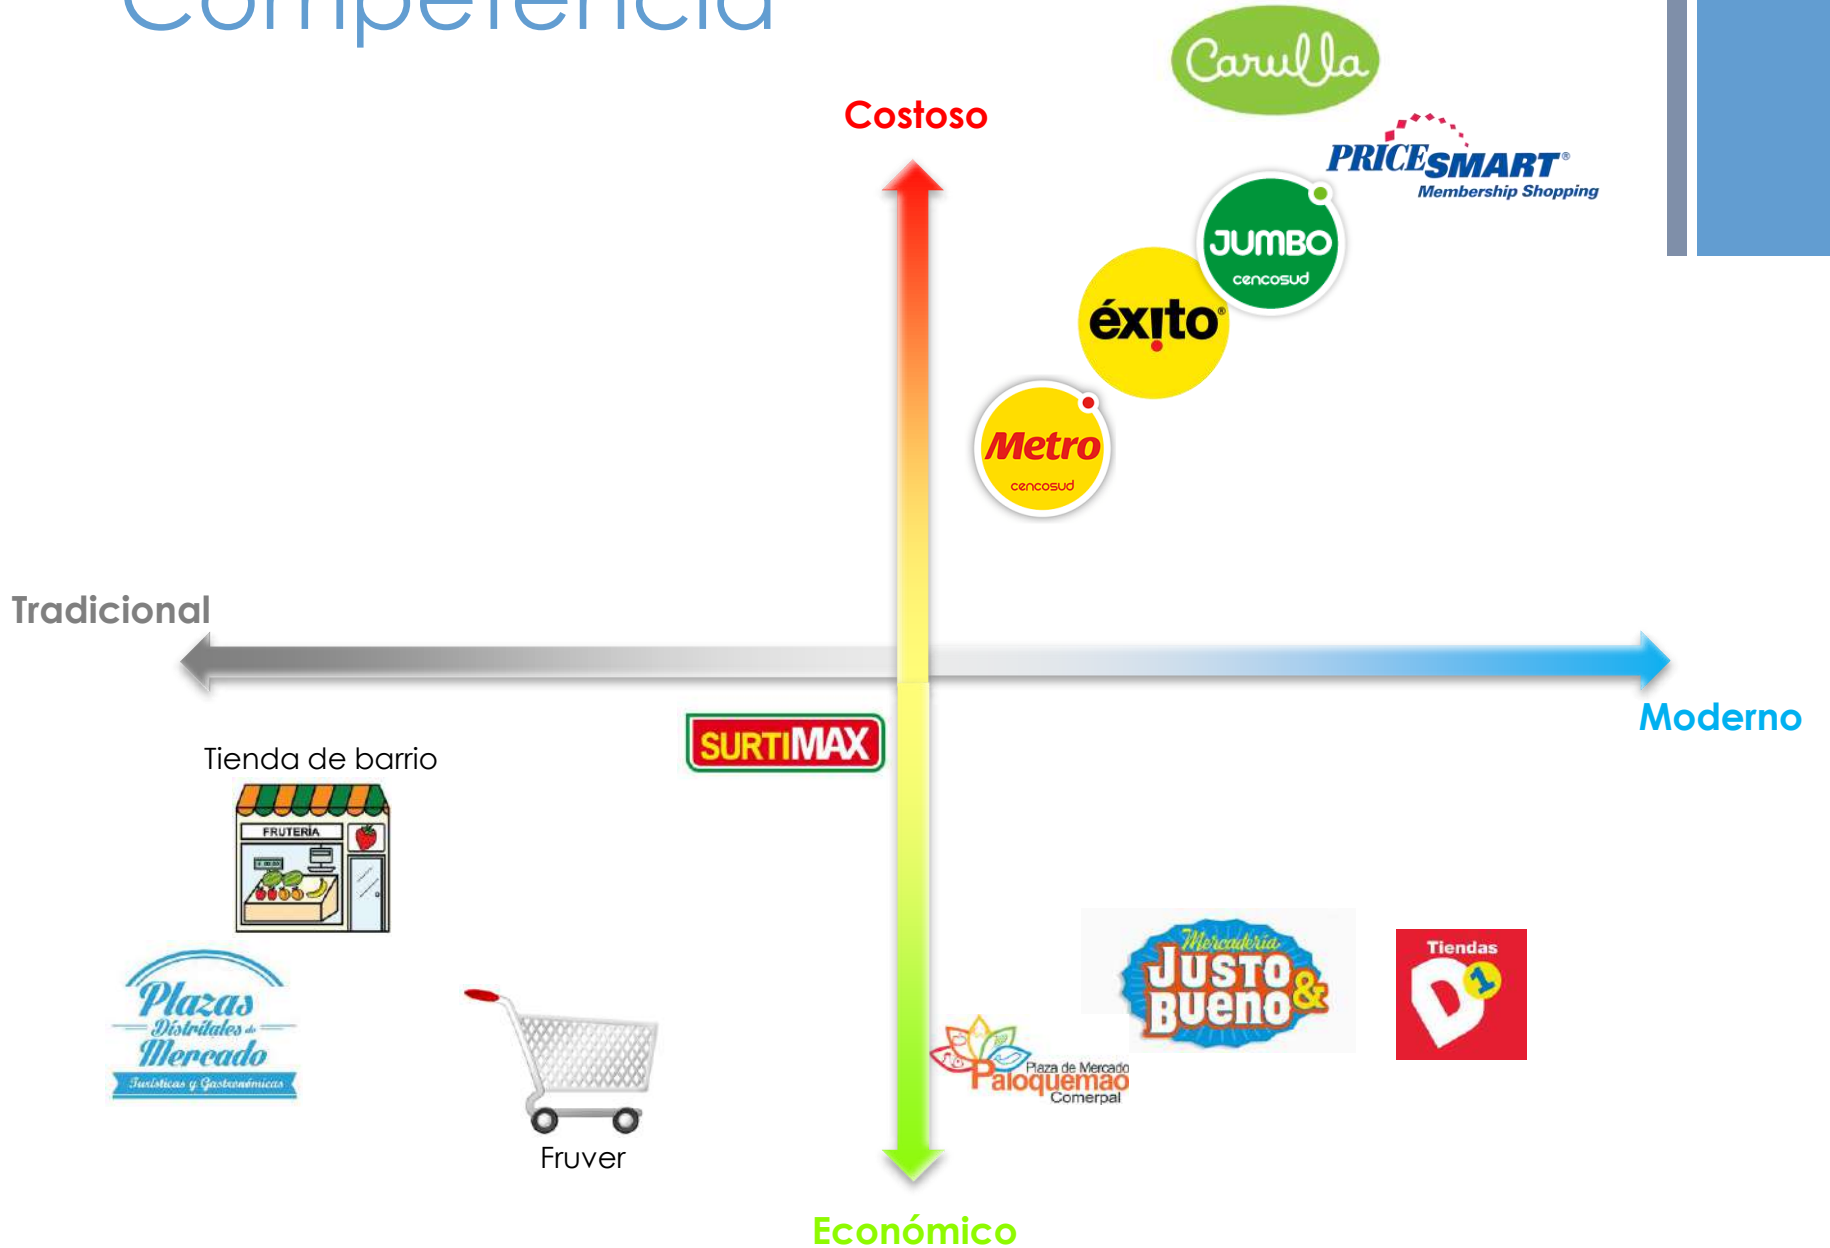 Competencia
Carulla
Costoso
PRICESMART®
Membership Shopping
JUMBO
cencosud
éxito®
Metro
cencosud
Tradicional
Moderno
SURTIMAX
Tienda de barrio
FRUTERÍA
Mercadería
JUSTO &
BUENO
Tiendas
D1
Plazas
Distritales de
Mercado
Turísticas y Gastronómicas
Plaza de Mercado
Paloquemao
Comerpal
Fruver
Económico